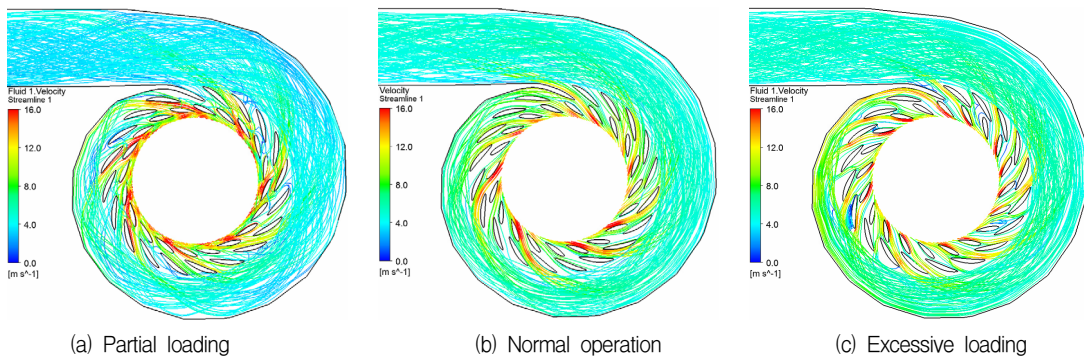 Fluid 1.Velocity
Streamline 1
16.0
12.0
8.0
4.0
0.0
[m s^-1]
(a) Partial loading
Velocity
Streamline 1
16.0
12.0
8.0
4.0
0.0
[m s^-1]
(b) Normal operation
Fluid 1.Velocity
Streamline 1
16.0
12.0
8.0
4.0
0.0
[m s^-1]
(c) Excessive loading